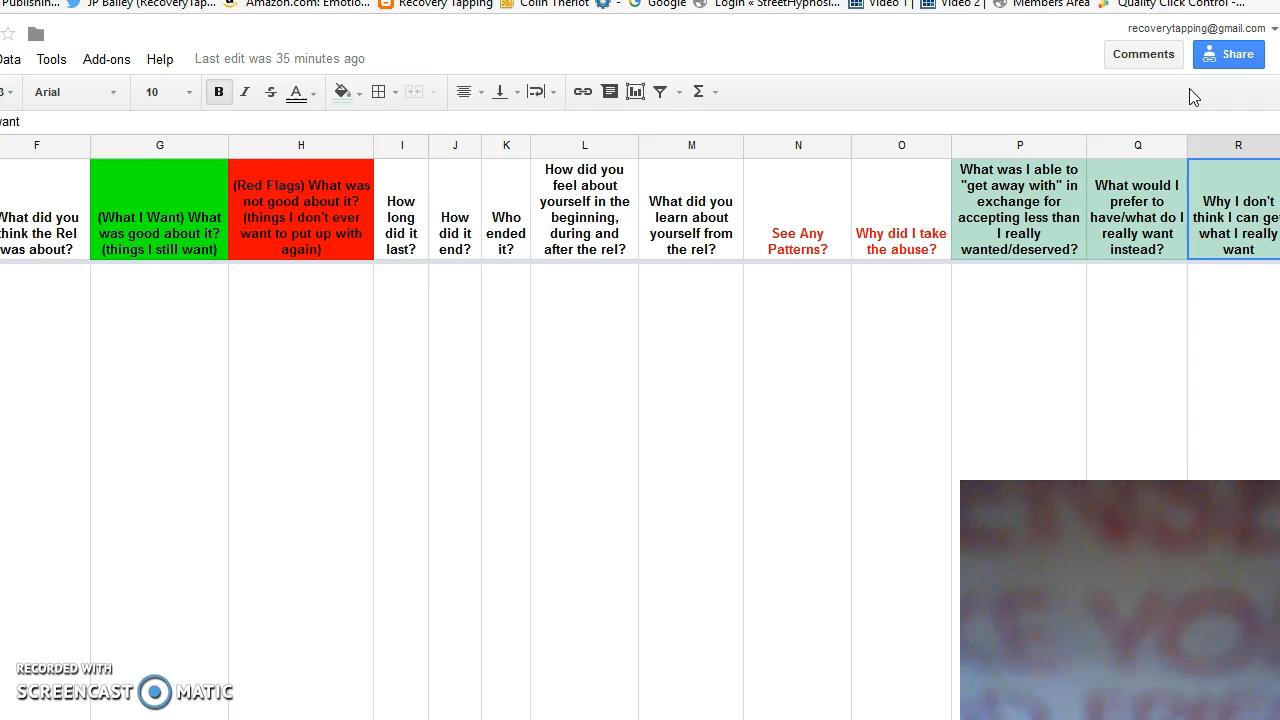 Publishin... JP Bailey (RecoveryTap... Amazon.com: Emotio... Recovery Tapping Colin Theriot - Google Login « StreetHypnosi... Video 1 | Video 2 | Members Area Quality Click Control -...
recoverytapping@gmail.com
Data Tools Add-ons Help Last edit was 35 minutes ago Comments Share
Arial 10 B I S A Σ
want
F G H I J K L M N O P Q R
What did you
think the Rel
was about?
(What I Want) What
was good about it?
(things I still want)
(Red Flags) What was
not good about it?
(things I don't ever
want to put up with
again)
How
long
did it
last?
How
did it
end?
Who
ended
it?
How did you
feel about
yourself in the
beginning,
during and
after the rel?
What did you
learn about
yourself from
the rel?
See Any
Patterns?
Why did I take
the abuse?
What was I able to
"get away with" in
exchange for
accepting less than
I really
wanted/deserved?
What would I
prefer to
have/what do I
really want
instead?
Why I don't
think I can get
what I really
want
YO
RECORDED WITH
SCREENCAST MATIC